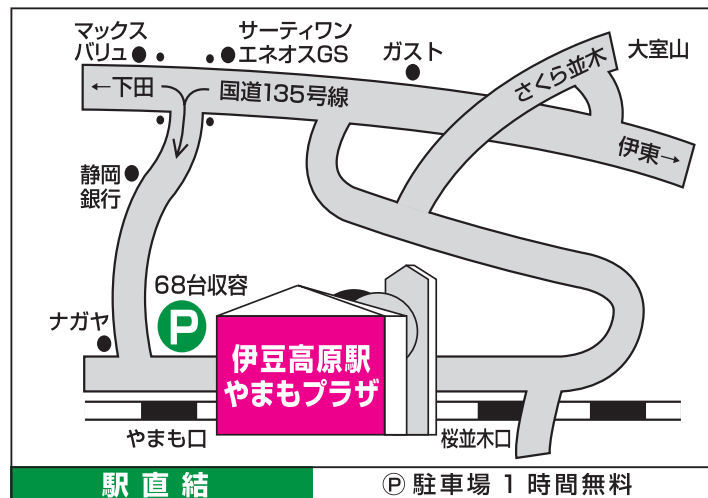 マックス
バリュ
サーティワン
エネオスGS
ガスト
さくら並木
大室山
←下田
国道135号線
伊東→
静岡
銀行
68台収容
P
ナガヤ
伊豆高原駅
やまもプラザ
やまも口
桜並木口
駅直結
Ⓟ駐車場1時間無料